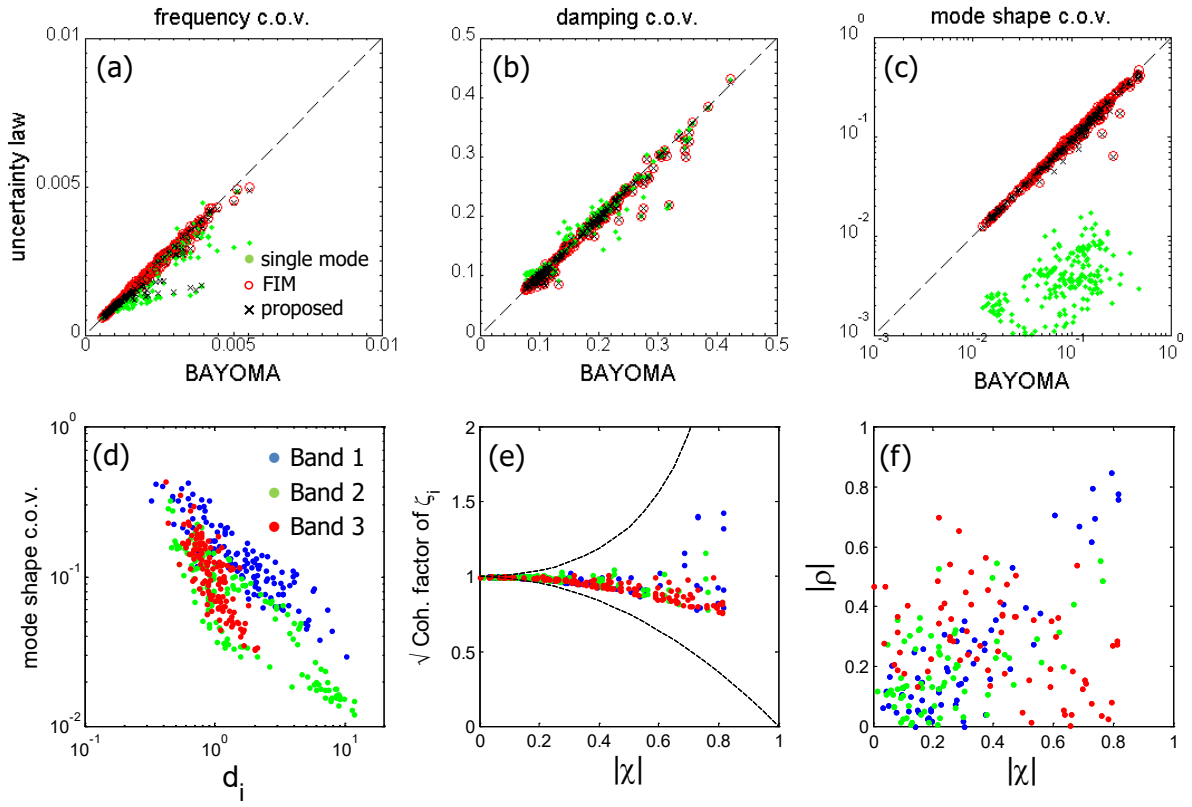 frequency c.o.v.
0.01
(a)
uncertainty law
0.005
single mode
FIM
proposed
0
0
0.005
0.01
BAYOMA
damping c.o.v.
0.5
(b)
0.4
0.3
0.2
0.1
0
0
0.1
0.2
0.3
0.4
0.5
BAYOMA
mode shape c.o.v.
10^0
(c)
10^-1
10^-2
10^-3
10^-3
10^-2
10^-1
10^0
BAYOMA
10^0
(d)
Band 1
Band 2
Band 3
mode shape c.o.v.
10^-1
10^-2
10^-1
10^0
10^1
d_i
2
(e)
1.5
√ Coh. factor of ζ_i
1
0.5
0
0
0.2
0.4
0.6
0.8
1
|χ|
1
(f)
0.8
0.6
|ρ|
0.4
0.2
0
0
0.2
0.4
0.6
0.8
1
|χ|